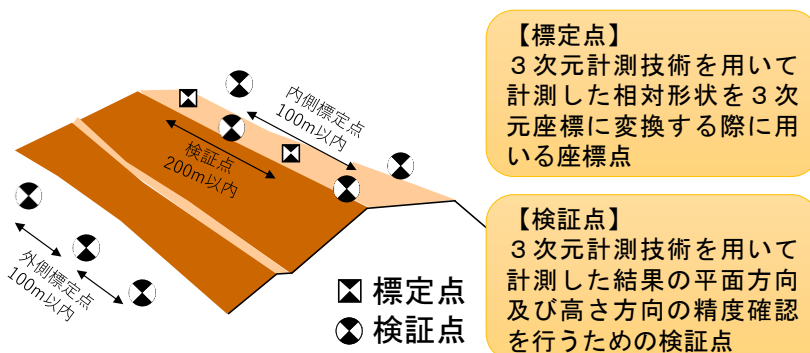 【標定点】
３次元計測技術を用いて
計測した相対形状を３次
元座標に変換する際に用
いる座標点
内側標定点
100m以内
検証点
200m以内
外側標定点
100m以内
標定点
検証点
【検証点】
３次元計測技術を用いて
計測した結果の平面方向
及び高さ方向の精度確認
を行うための検証点